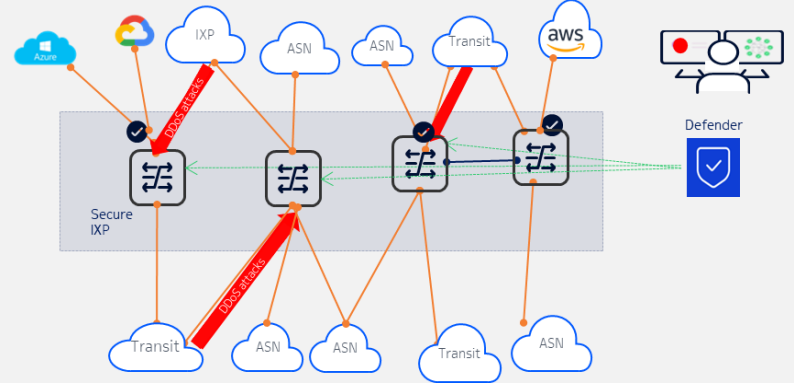 IXP
ASN
ASN
Transit
aws
Azure
DDoS attacks
Defender
Secure
IXP
DDoS attacks
Transit
ASN
ASN
Transit
ASN